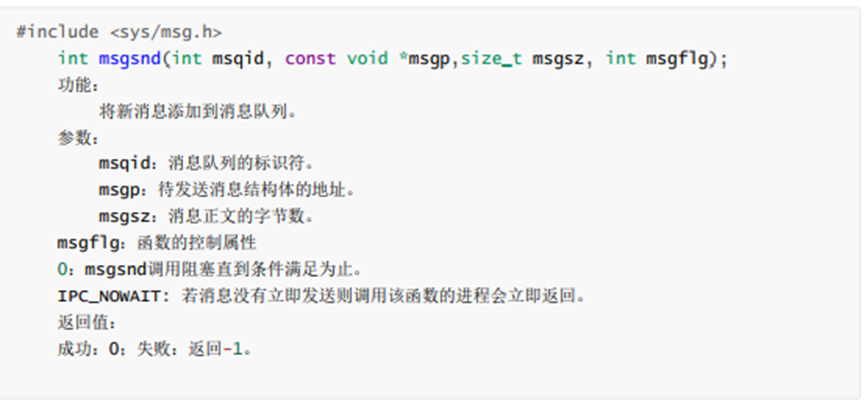 #include <sys/msg.h>
int msgsnd(int msqid, const void *msgp,size_t msgsz, int msgflg);
功能：
将新消息添加到消息队列。
参数：
msqid：消息队列的标识符。
msgp：待发送消息结构体的地址。
msgsz：消息正文的字节数。
msgflg：函数的控制属性
0：msgsnd调用阻塞直到条件满足为止。
IPC_NOWAIT: 若消息没有立即发送则调用该函数的进程会立即返回。
返回值：
成功：0；失败：返回-1。